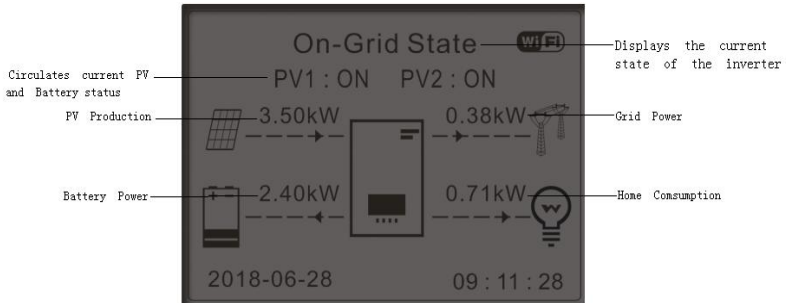 On-Grid State
WiFi
Displays the current
state of the inverter
Circulates current PV
and Battery status
PV1 : ON PV2 : ON
PV Production
3.50kW
0.38kW
Grid Power
Battery Power
2.40kW
0.71kW
Home Comsumption
2018-06-28
09 : 11 : 28